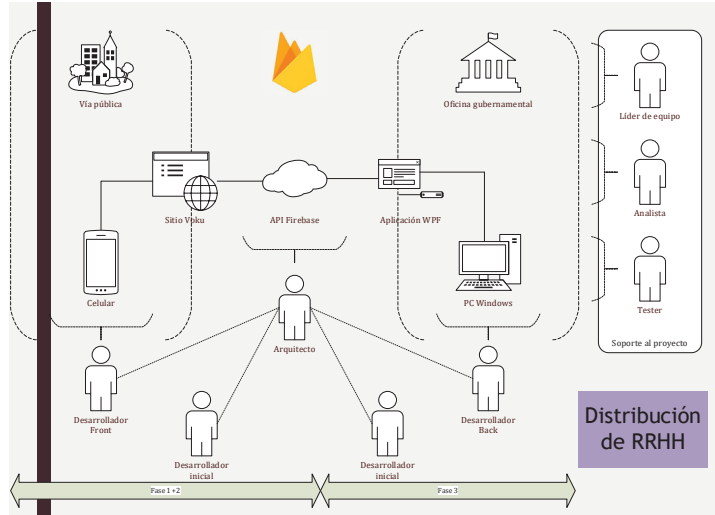 Vía pública
Oficina gubernamental
Líder de equipo
Sitio Voku
API Firebase
Aplicación WPF
Analista
Celular
PC Windows
Tester
Arquitecto
Soporte al proyecto
Desarrollador
Front
Desarrollador
Back
Distribución
de RRHH
Desarrollador
inicial
Desarrollador
inicial
Fase 1 +2
Fase 3